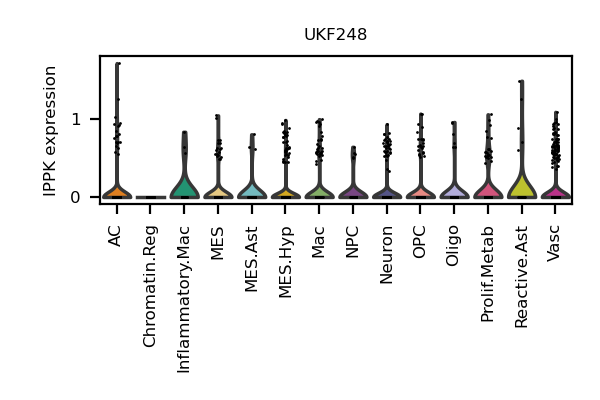 UKF248
IPPK expression
1
0
AC
Chromatin.Reg
Inflammatory.Mac
MES
MES.Ast
MES.Hyp
Mac
NPC
Neuron
OPC
Oligo
Prolif.Metab
Reactive.Ast
Vasc